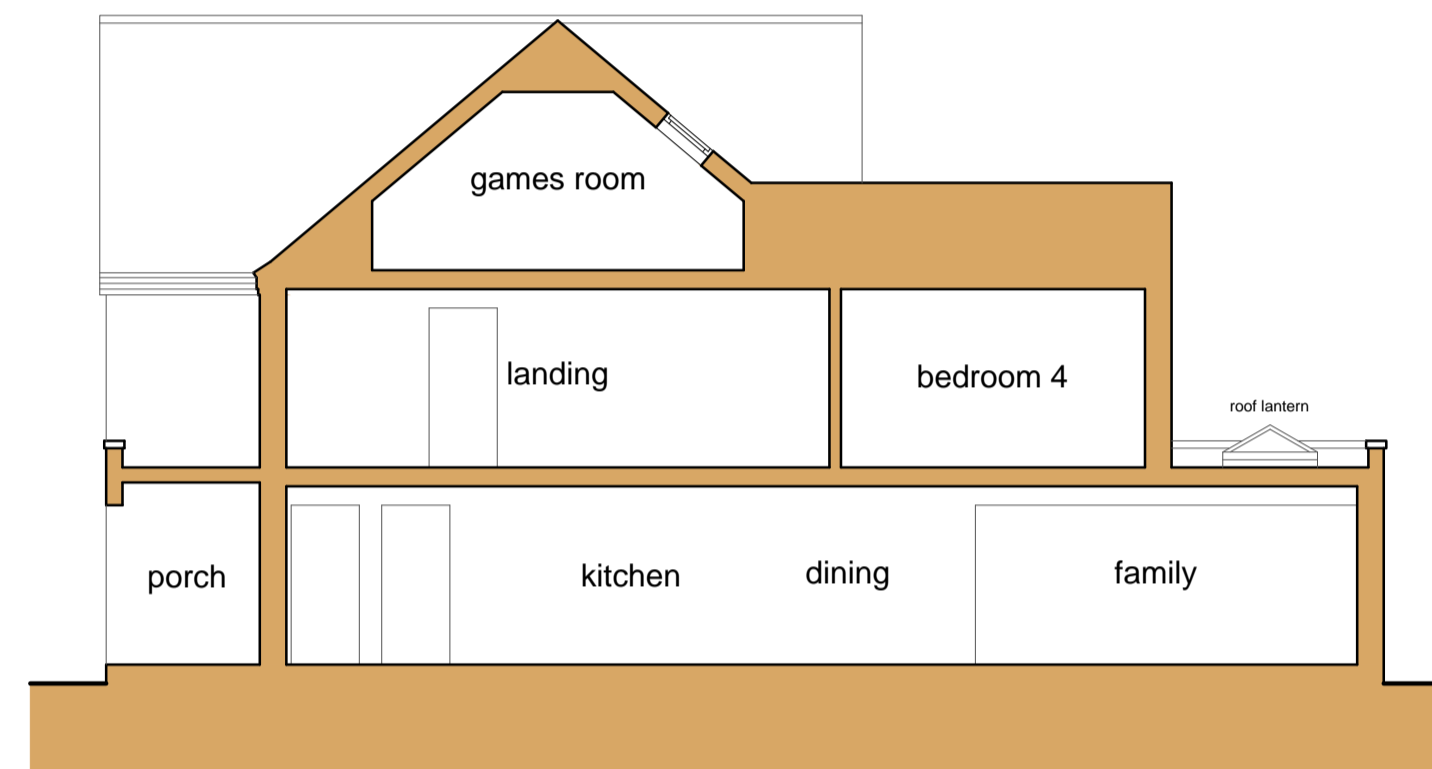 games room
landing
bedroom 4
roof lantern
porch
kitchen
dining
family